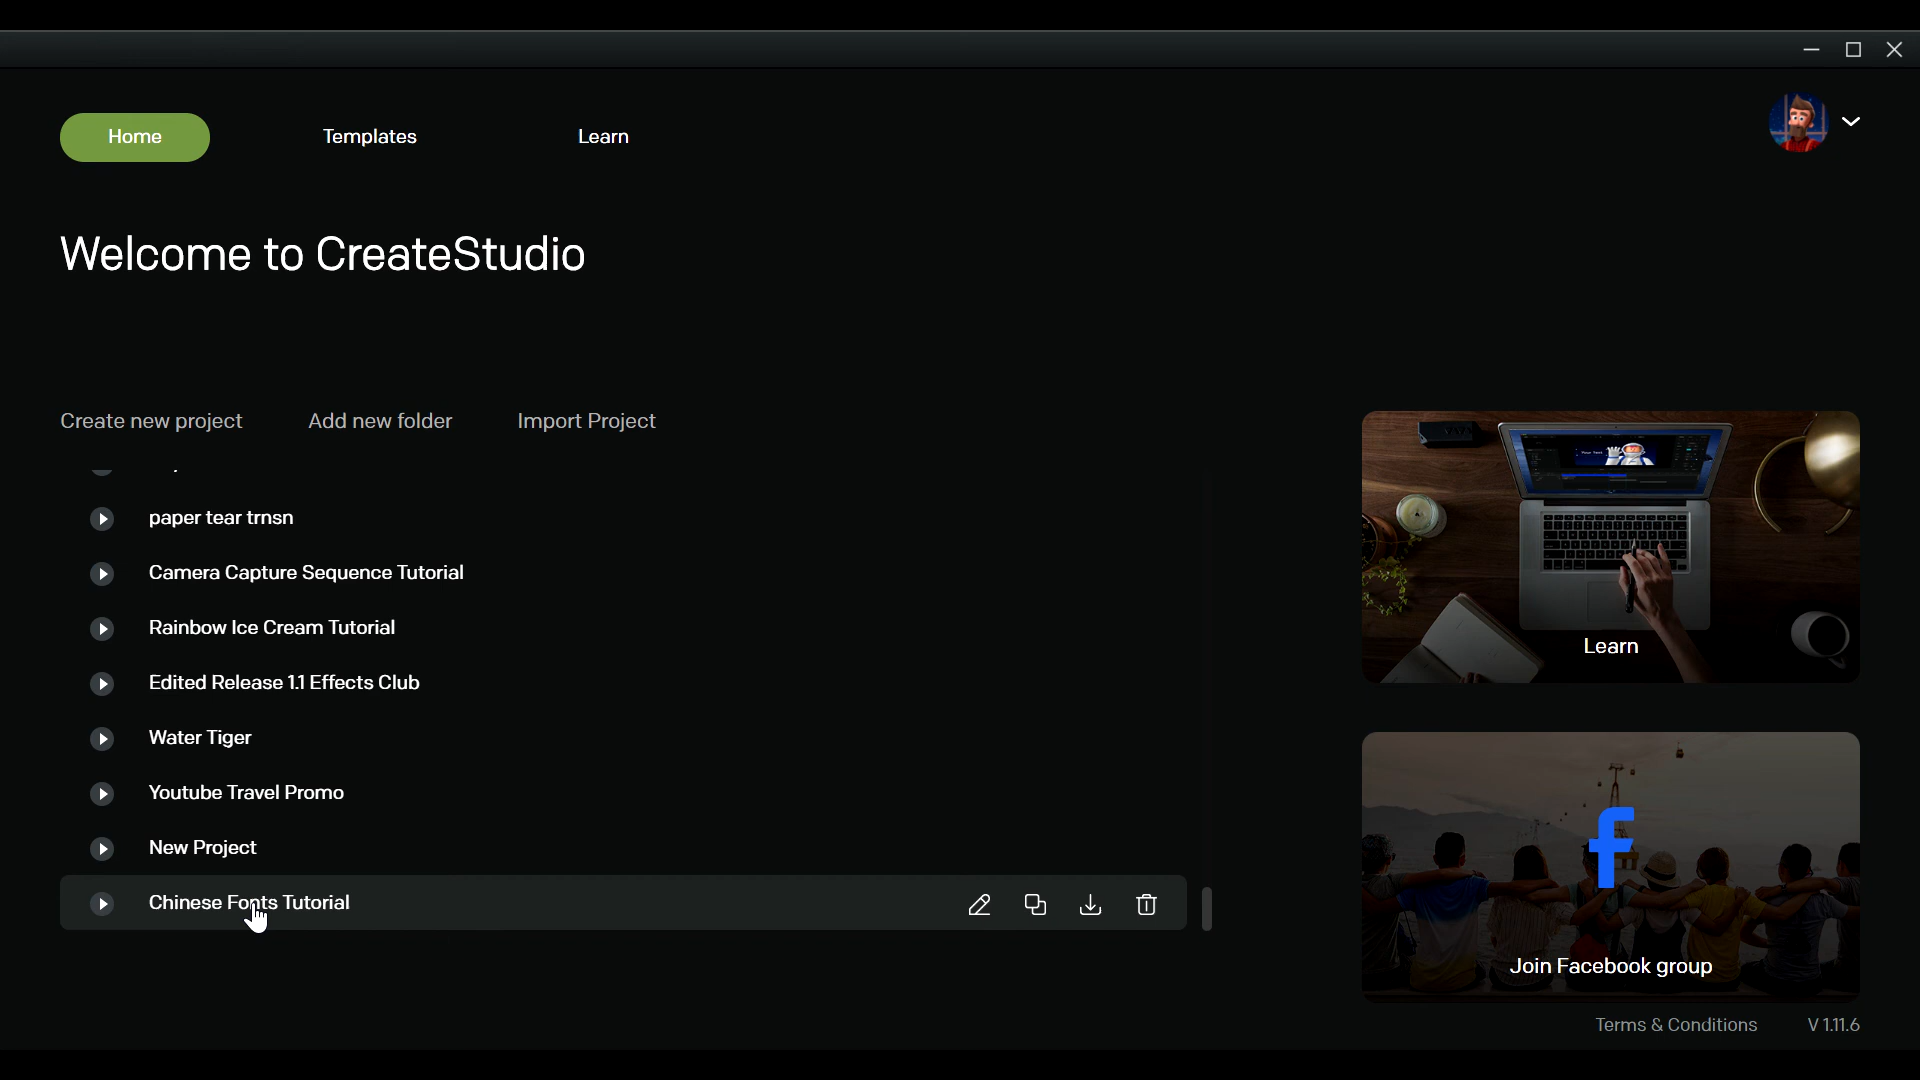 Home
Templates
Learn
Welcome to CreateStudio
Create new project
Add new folder
Import Project
paper tear trnsn
Camera Capture Sequence Tutorial
Rainbow Ice Cream Tutorial
Edited Release 1.1 Effects Club
Water Tiger
Youtube Travel Promo
New Project
Chinese Fonts Tutorial
Learn
Join Facebook group
Terms & Conditions
V 1.11.6